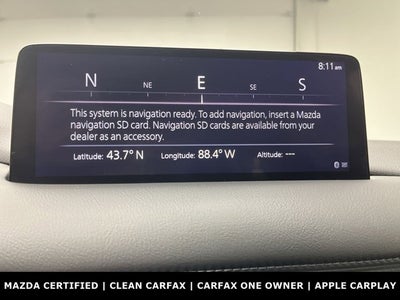 8:11am
N NE E SE S
This system is navigation ready. To add navigation, insert a Mazda
navigation SD card. Navigation SD cards are available from your
dealer as an accessory.
Latitude: 43.7° N Longitude: 88.4° W Altitude: ---
MAZDA CERTIFIED | CLEAN CARFAX | CARFAX ONE OWNER | APPLE CARPLAY